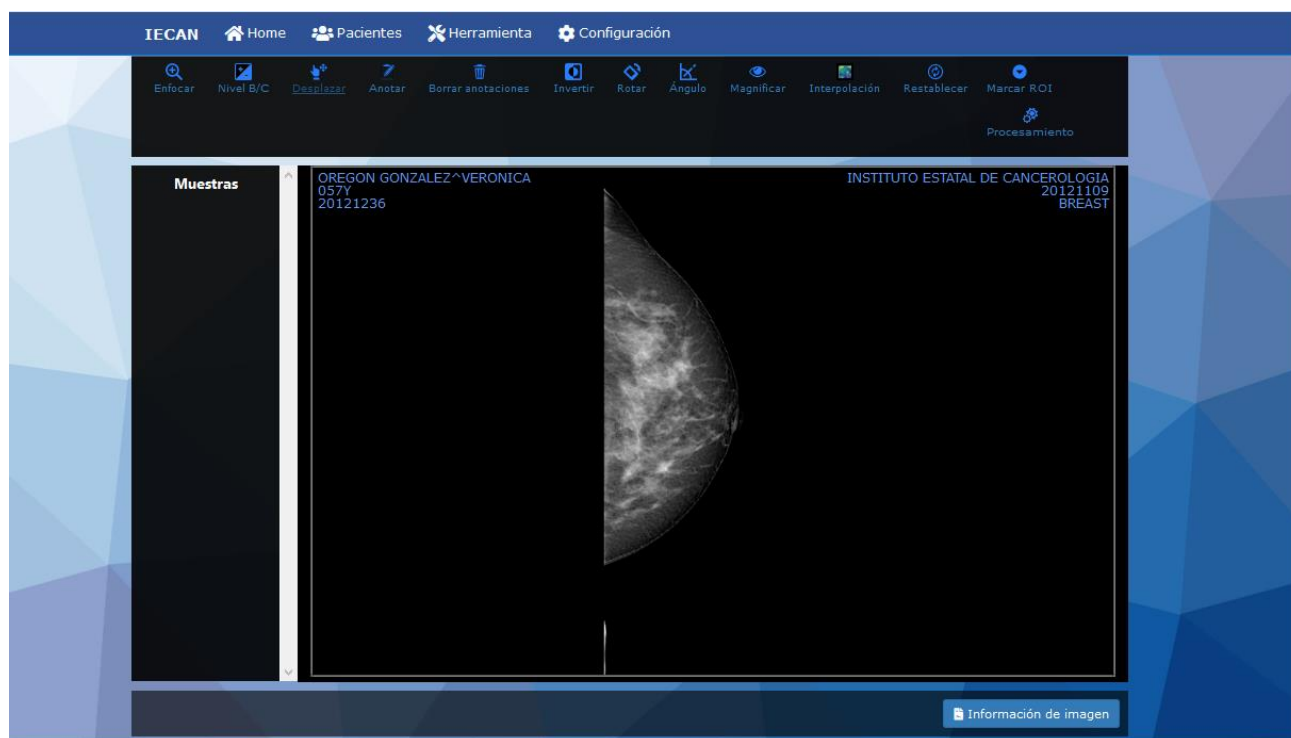 IECAN Home Pacientes Herramienta Configuración
Enfocar Nivel B/C Desplazar Anotar Borrar anotaciones Invertir Rotar Ángulo Magnificar Interpolación Restablecer Marcar ROI
Procesamiento
Muestras
OREGON GONZALEZ^VERONICA
057Y
20121236
INSTITUTO ESTATAL DE CANCEROLOGIA
20121109
BREAST
Información de imagen